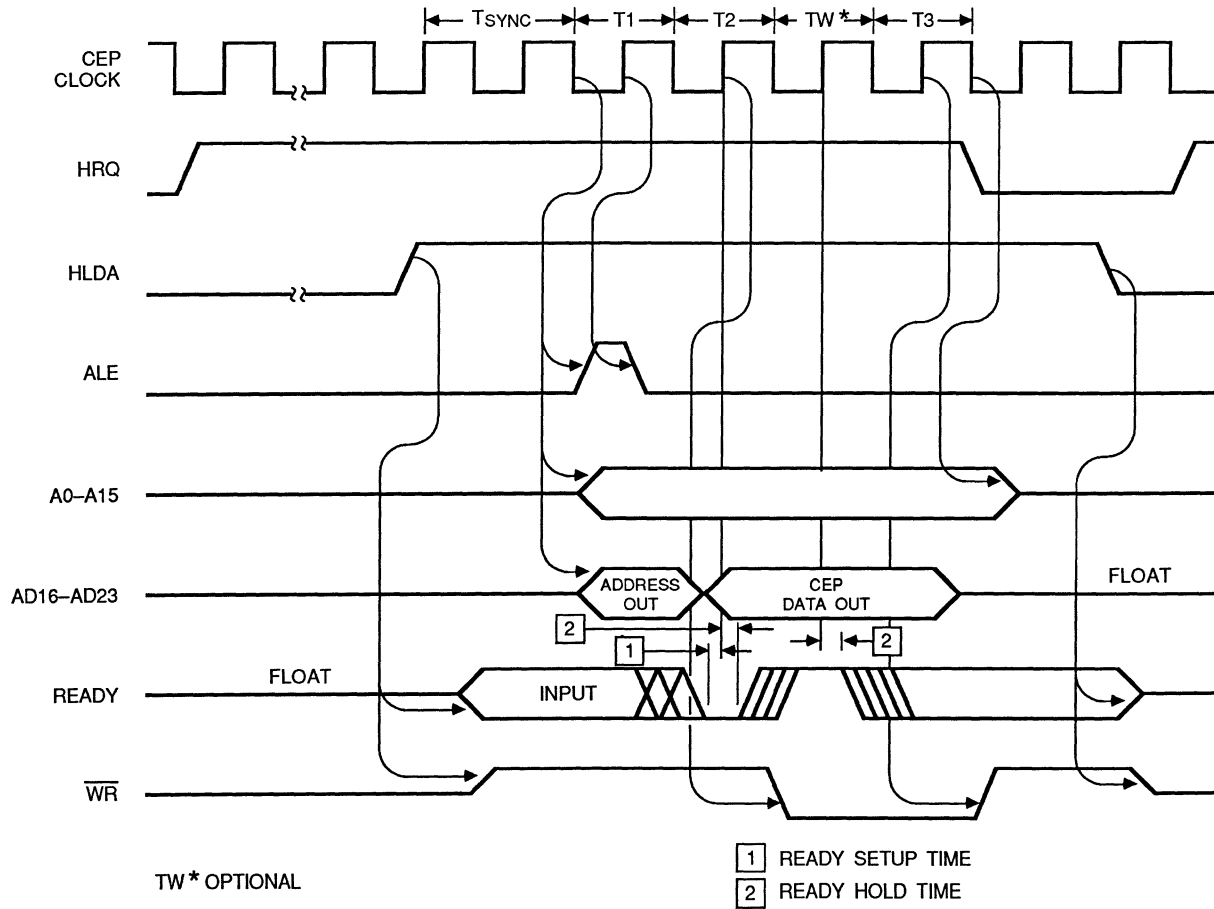 TSYNC T1 T2 TW* T3
CEP
CLOCK
HRQ
HLDA
ALE
A0–A15
AD16–AD23
ADDRESS
OUT
CEP
DATA OUT
FLOAT
2
1
2
READY
FLOAT
INPUT
WR
TW* OPTIONAL
1 READY SETUP TIME
2 READY HOLD TIME